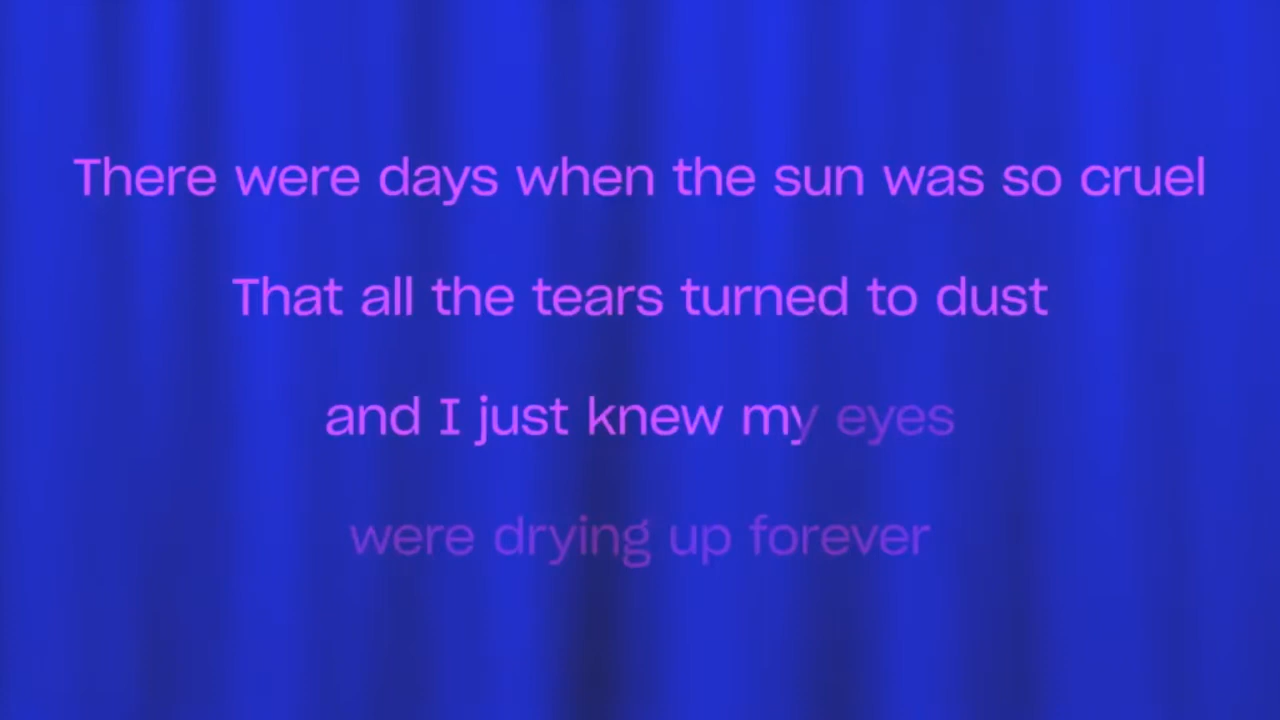 There were days when the sun was so cruel
That all the tears turned to dust
and I just knew my eyes
were drying up forever